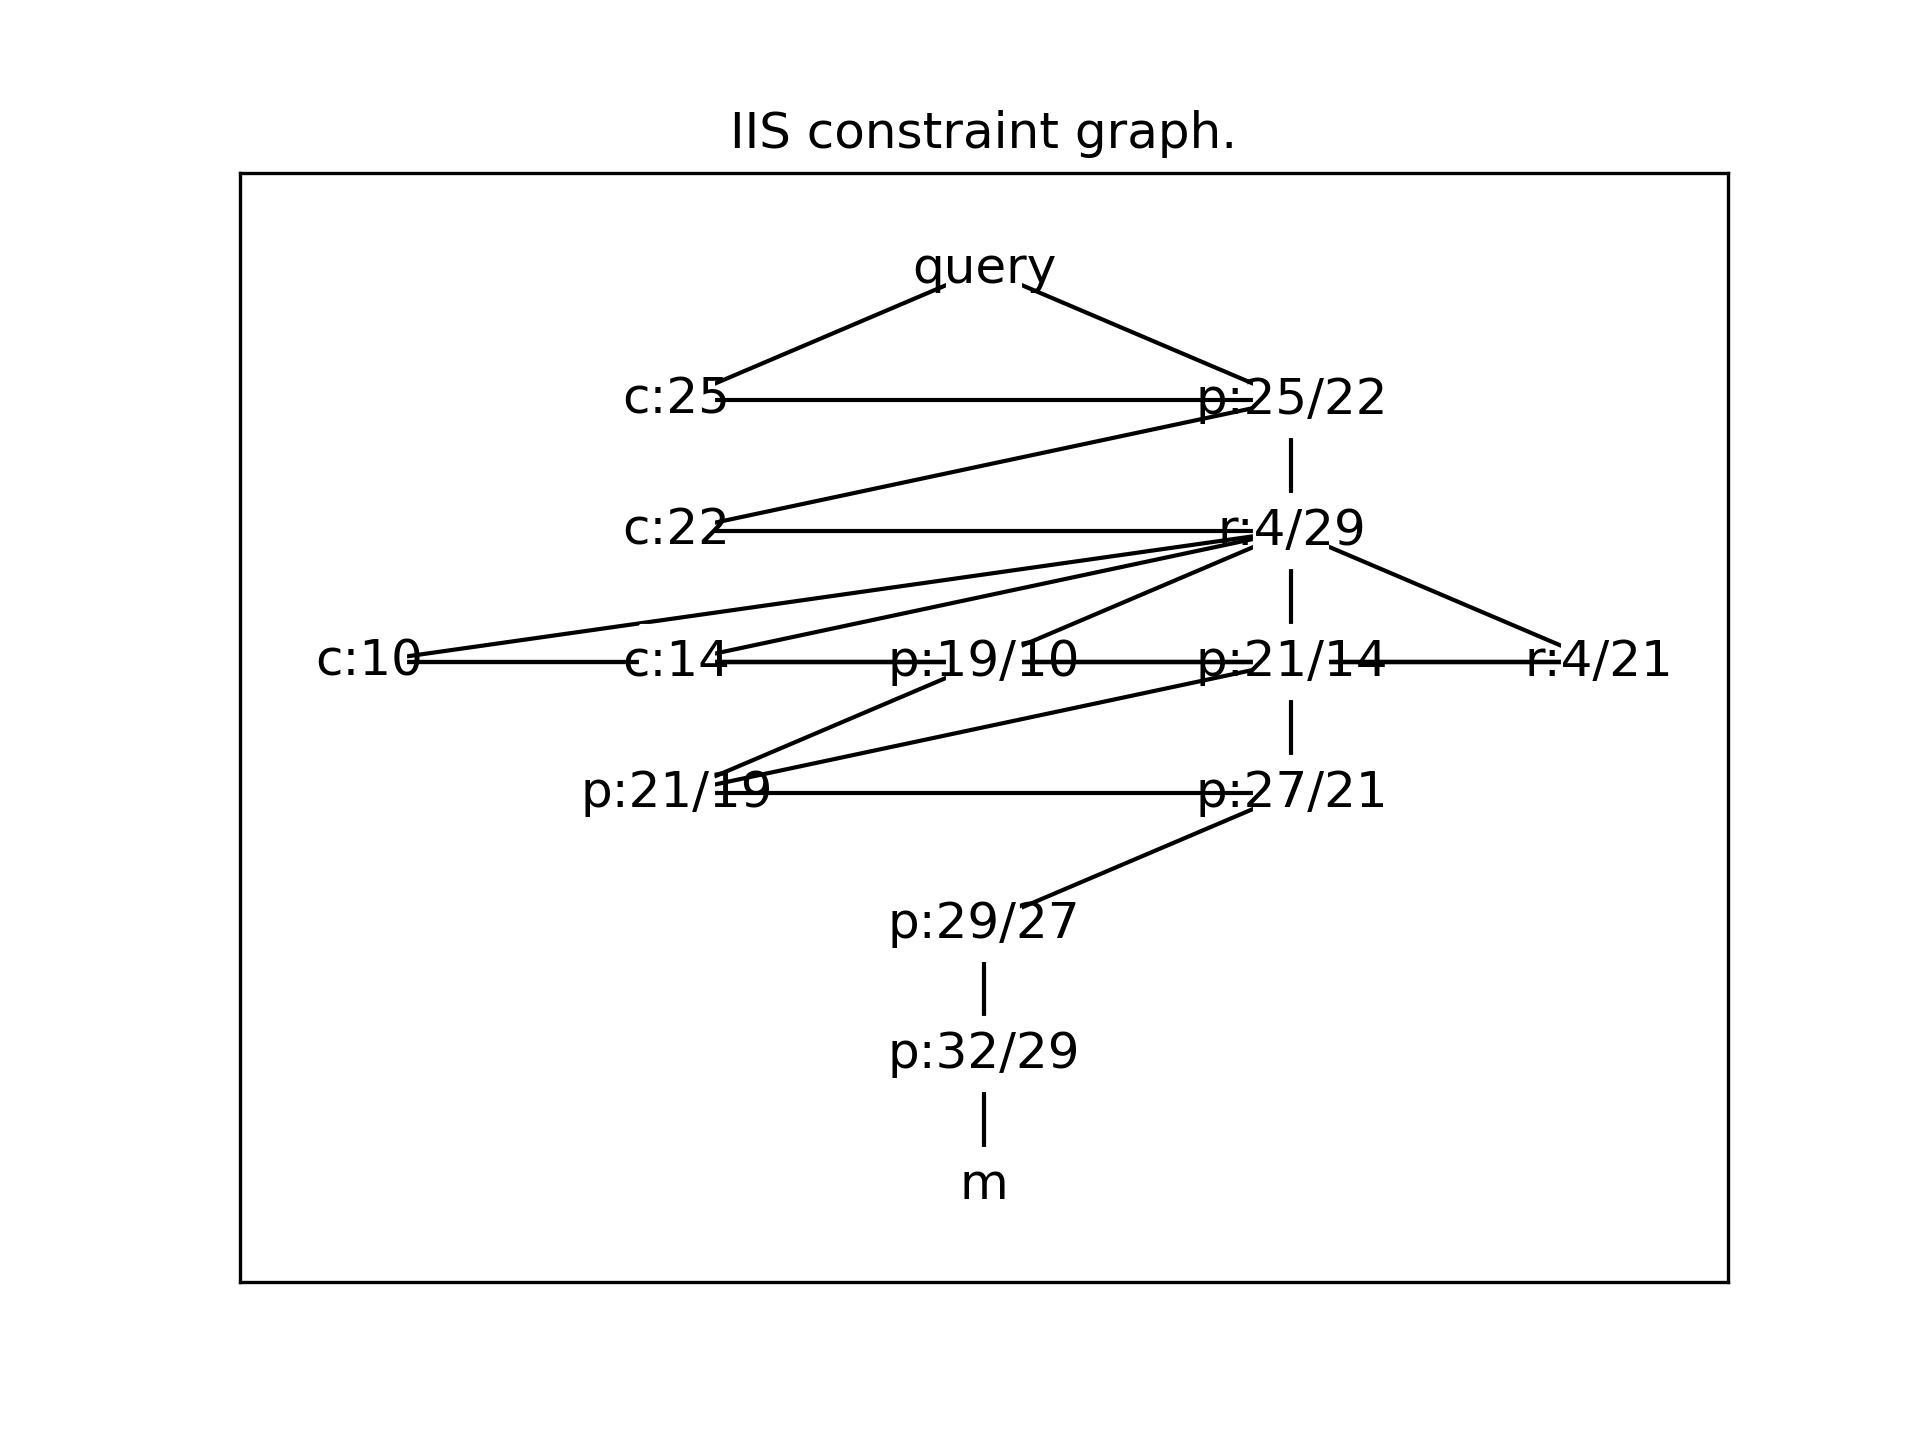 IIS constraint graph.
query
c:25 p:25/22
c:22 r:4/29
c:10 c:14 p:19/10 p:21/14 r:4/21
p:21/19 p:27/21
p:29/27
p:32/29
m